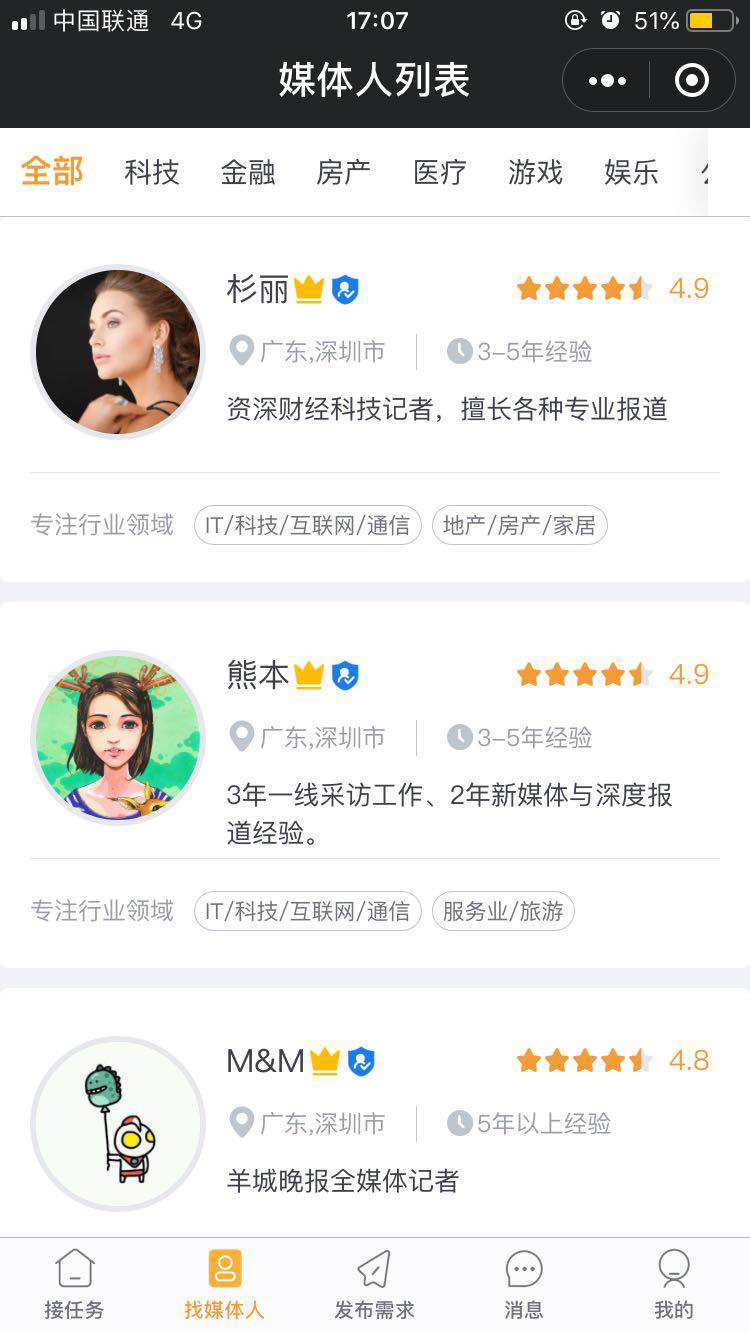 中国联通 4G 17:07 51%
媒体人列表
全部 科技 金融 房产 医疗 游戏 娱乐
杉丽 4.9
广东,深圳市 3-5年经验
资深财经科技记者，擅长各种专业报道
专注行业领域 IT/科技/互联网/通信 地产/房产/家居
熊本 4.9
广东,深圳市 3-5年经验
3年一线采访工作、2年新媒体与深度报
道经验。
专注行业领域 IT/科技/互联网/通信 服务业/旅游
M&M 4.8
广东,深圳市 5年以上经验
羊城晚报全媒体记者
接任务 找媒体人 发布需求 消息 我的